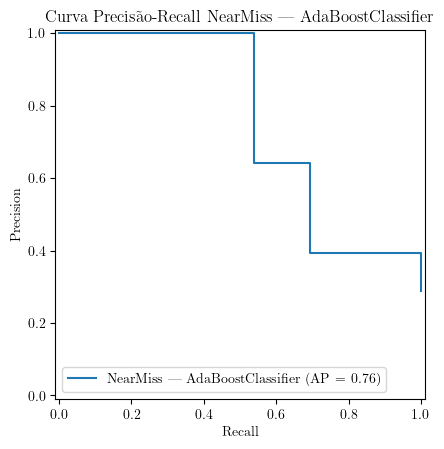 Curva Precisão-Recall NearMiss — AdaBoostClassifier
1.0
0.8
0.6
0.4
0.2
0.0
Precision
NearMiss — AdaBoostClassifier (AP = 0.76)
0.0 0.2 0.4 0.6 0.8 1.0
Recall